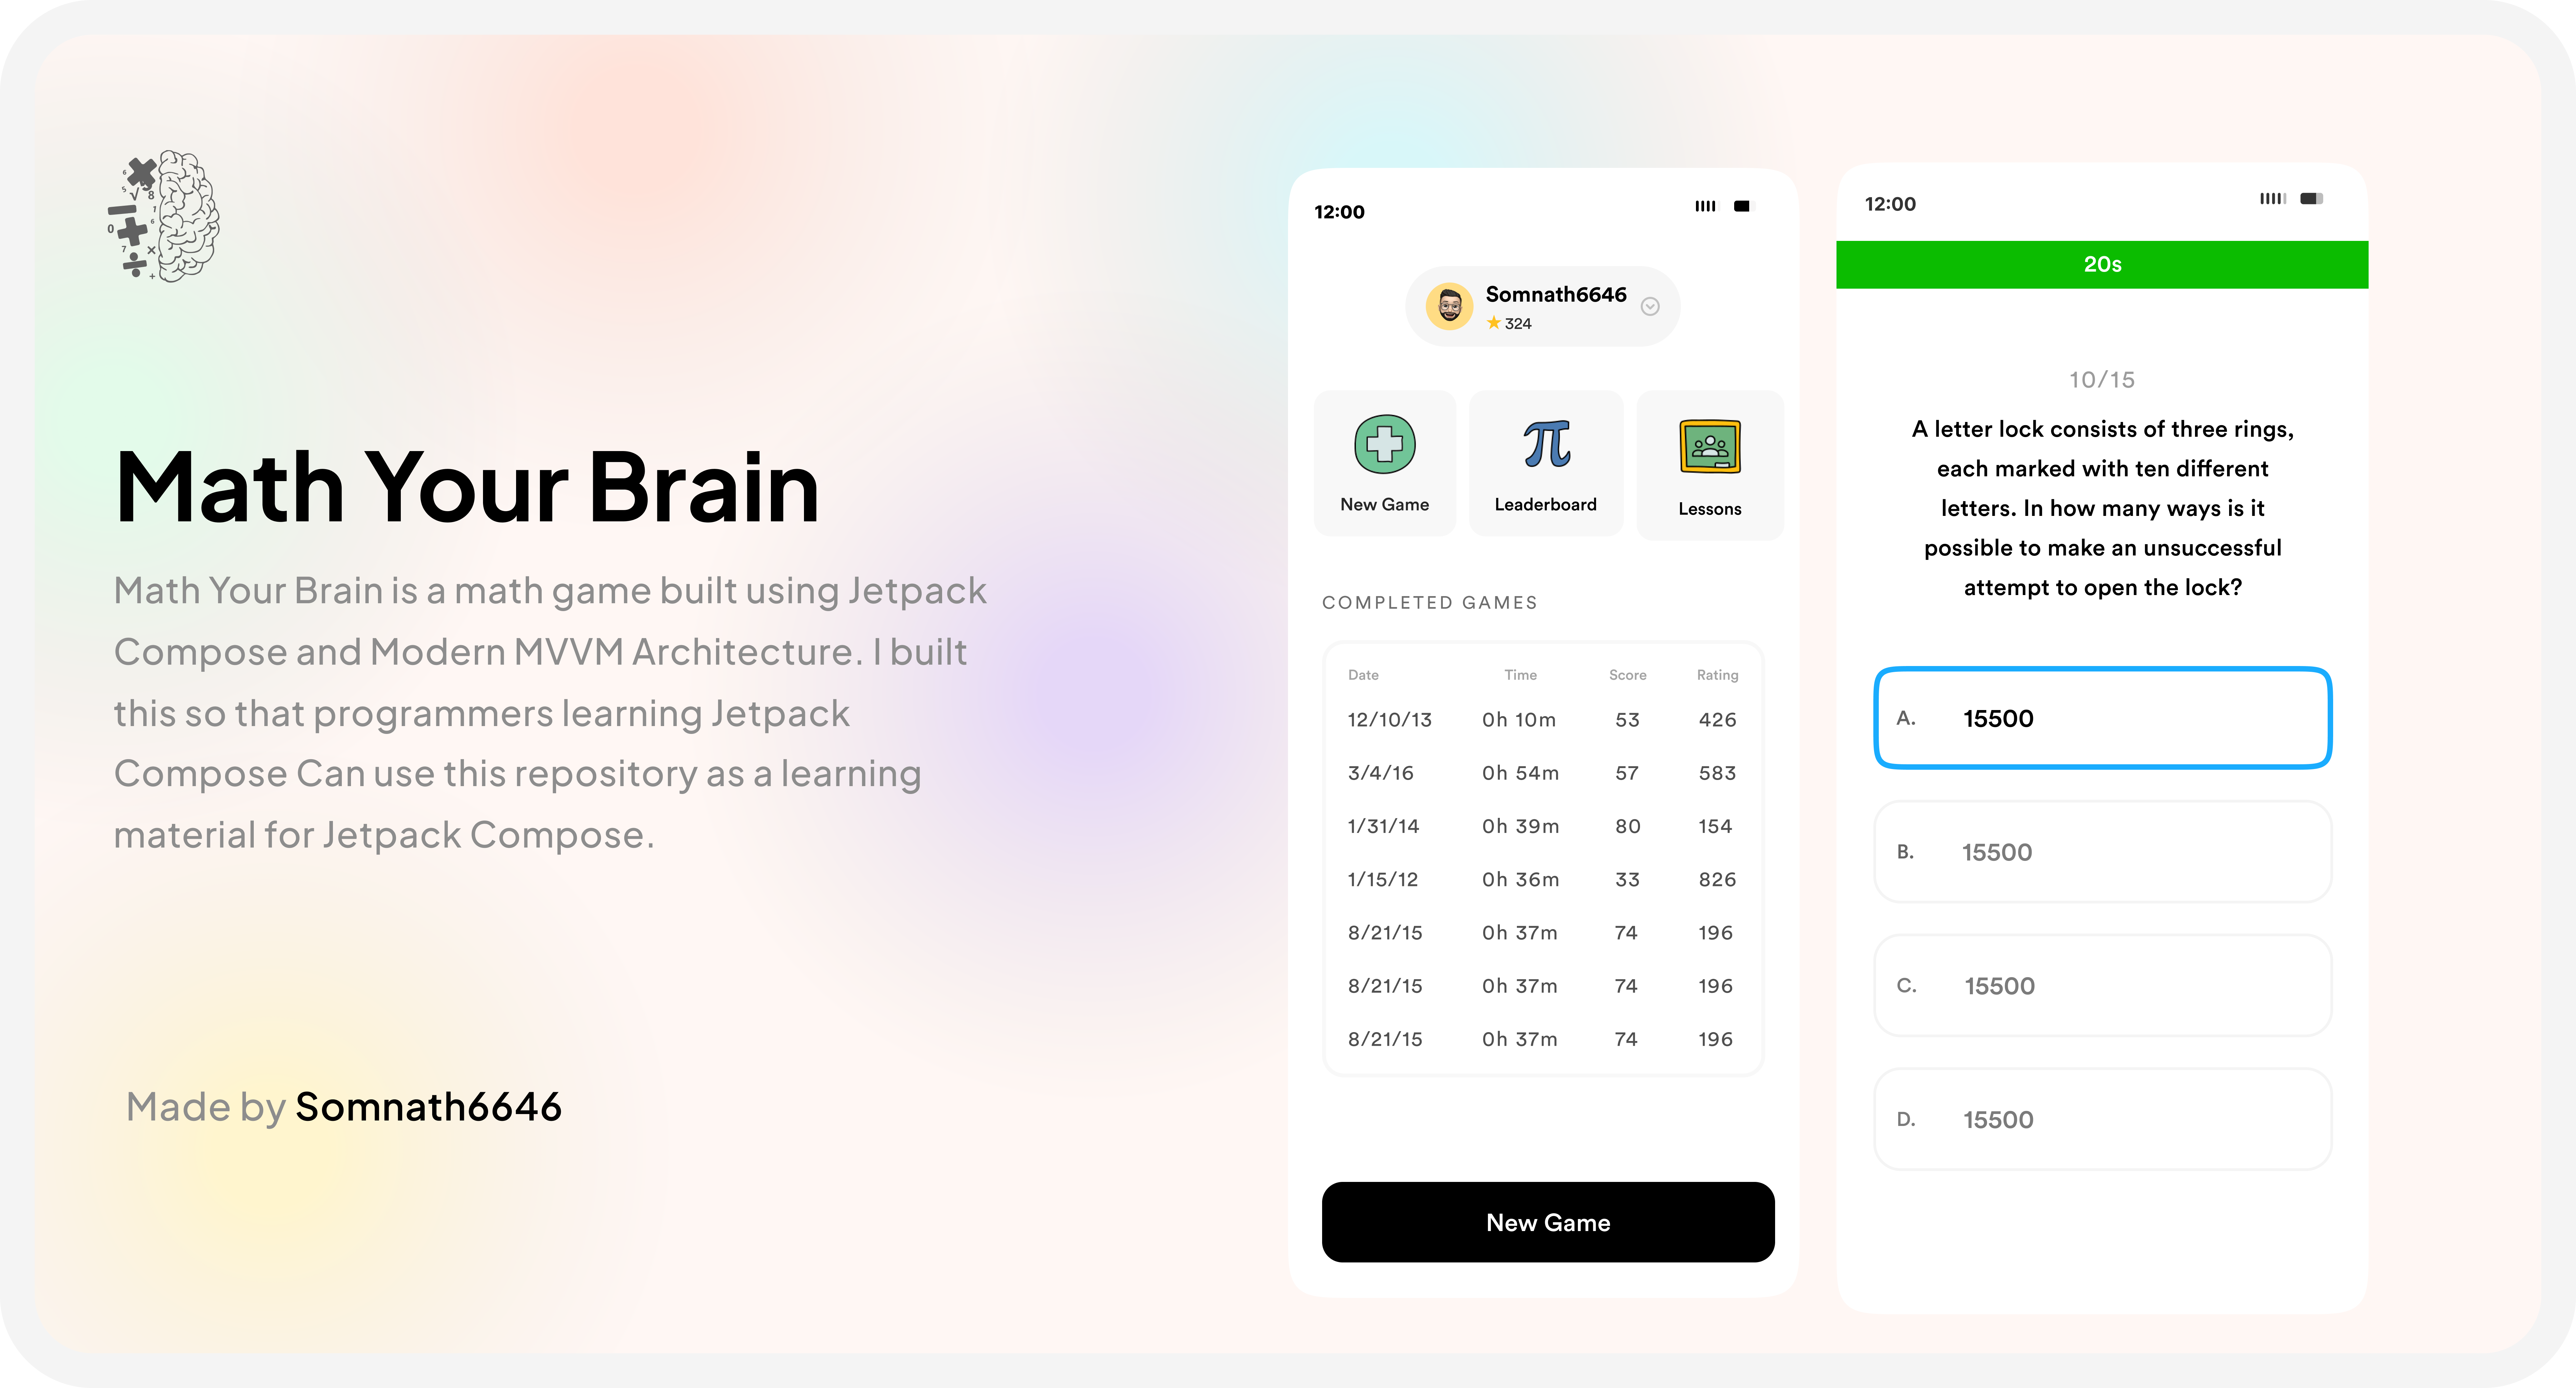 Math Your Brain
Math Your Brain is a math game built using Jetpack
Compose and Modern MVVM Architecture. I built
this so that programmers learning Jetpack
Compose Can use this repository as a learning
material for Jetpack Compose.
Made by Somnath6646
12:00
Somnath6646
324
New Game Leaderboard Lessons
COMPLETED GAMES
Date Time Score Rating
12/10/13 0h 10m 53 426
3/4/16 0h 54m 57 583
1/31/14 0h 39m 80 154
1/15/12 0h 36m 33 826
8/21/15 0h 37m 74 196
8/21/15 0h 37m 74 196
8/21/15 0h 37m 74 196
New Game
12:00
20s
10/15
A letter lock consists of three rings,
each marked with ten different
letters. In how many ways is it
possible to make an unsuccessful
attempt to open the lock?
A. 15500
B. 15500
C. 15500
D. 15500